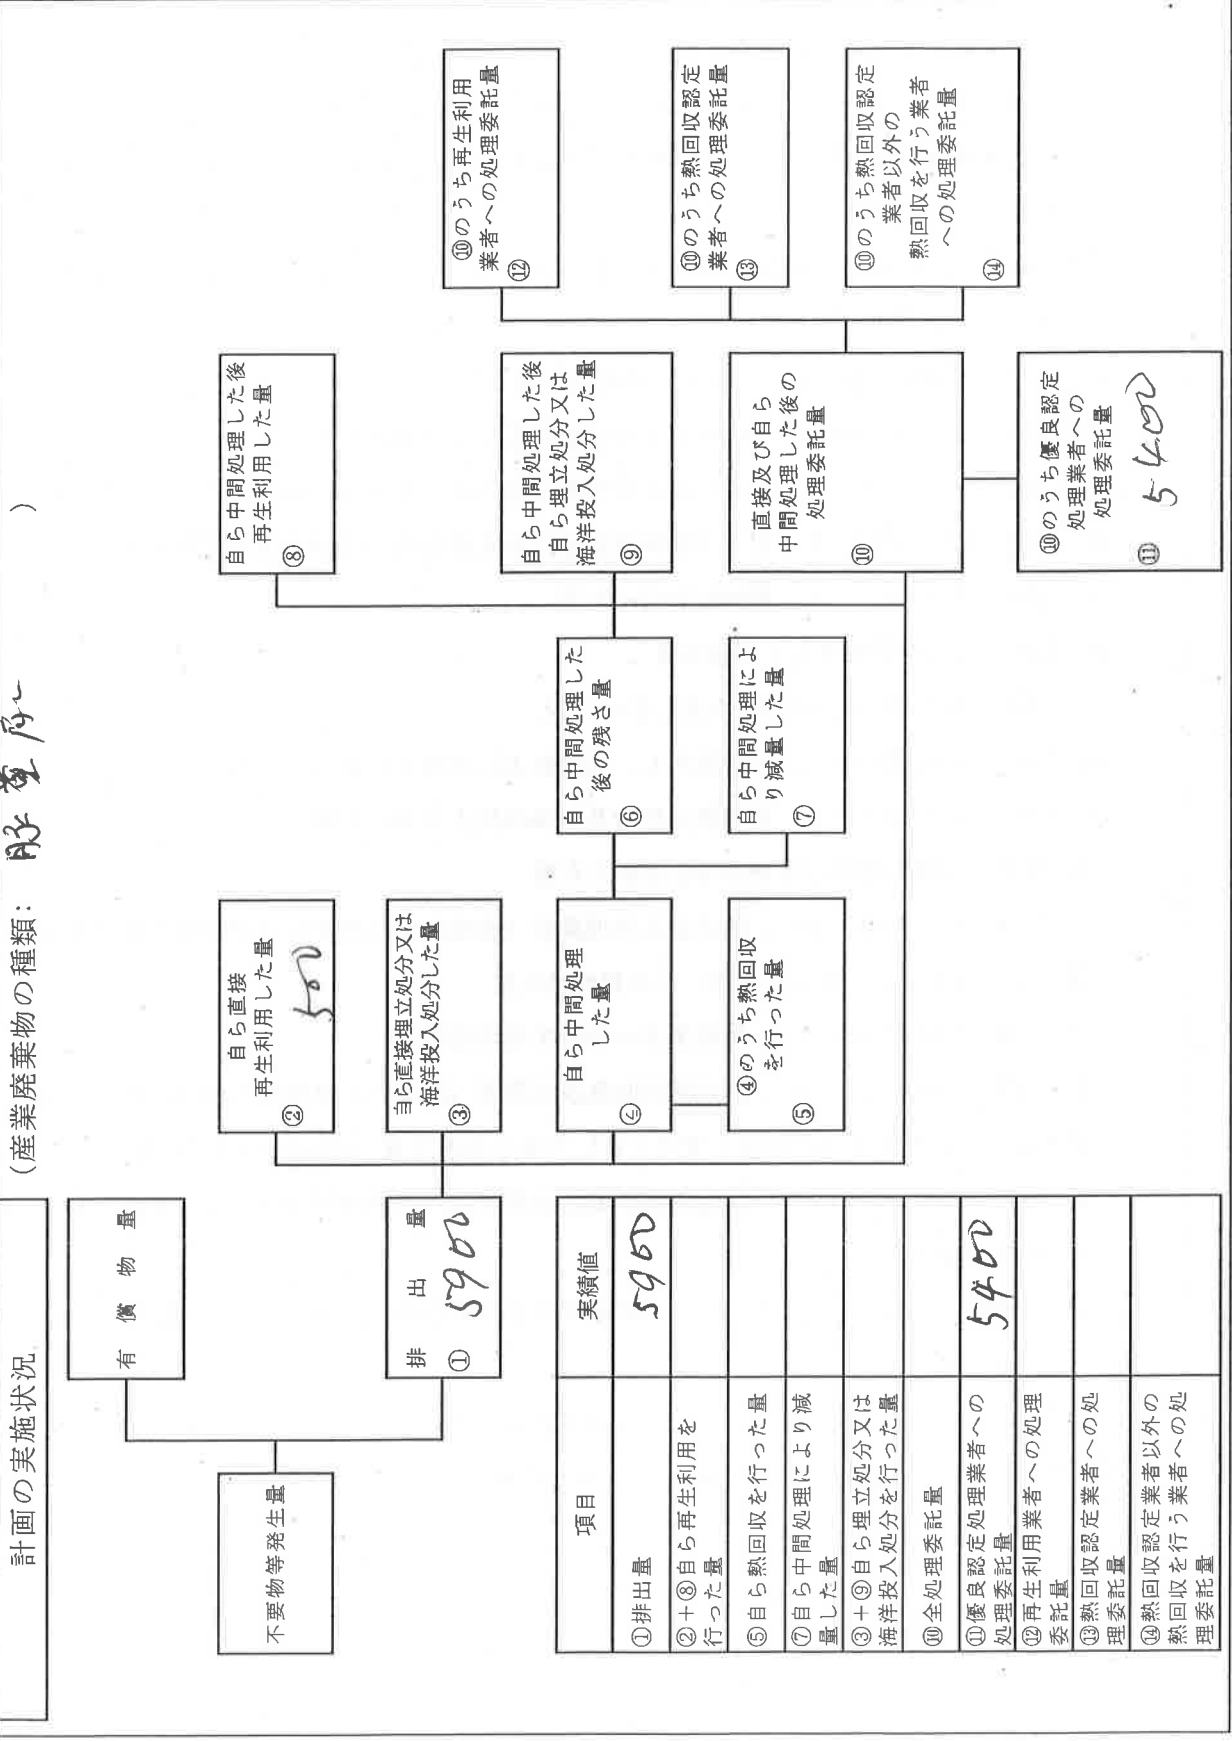 計画の実施状況
(産業廃棄物の種類: 豚糞尿 )
不要物等発生量
有償物量
排出量
① 5900
自ら直接
再生利用した量
② 500
自ら直接埋立処分又は
海洋投入処分した量
③
自ら中間処理
した量
④
④のうち熱回収
を行った量
⑤
自ら中間処理した
後の残さ量
⑥
自ら中間処理によ
り減量した量
⑦
自ら中間処理した後
再生利用した量
⑧
自ら中間処理した後
自ら埋立処分又は
海洋投入処分した量
⑨
直接及び自ら
中間処理した後の
処理委託量
⑩
⑩のうち優良認定
処理業者への
処理委託量
⑪ 5400
⑩のうち再生利用
業者への処理委託量
⑫
⑩のうち熱回収認定
業者への処理委託量
⑬
⑩のうち熱回収認定
業者以外の
熱回収を行う業者
への処理委託量
⑭
項目 実績値
①排出量 5900
②+⑧自ら再生利用を
行った量
⑤自ら熱回収を行った量
⑦自ら中間処理により減
量した量
③+⑨自ら埋立処分又は
海洋投入処分を行った量
⑩全処理委託量
⑪優良認定処理業者への
処理委託量 5400
⑫再生利用業者への処理
委託量
⑬熱回収認定業者への処
理委託量
⑭熱回収認定業者以外の
熱回収を行う業者への処
理委託量